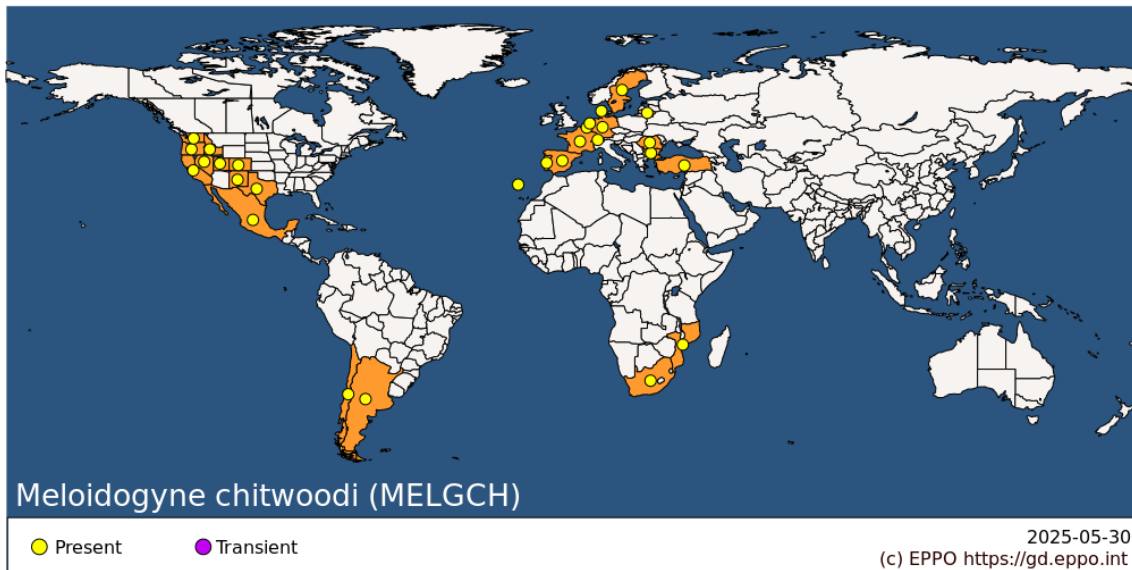 Meloidogyne chitwoodi (MELGCH)
Present
Transient
2025-05-30
(c) EPPO https://gd.eppo.int